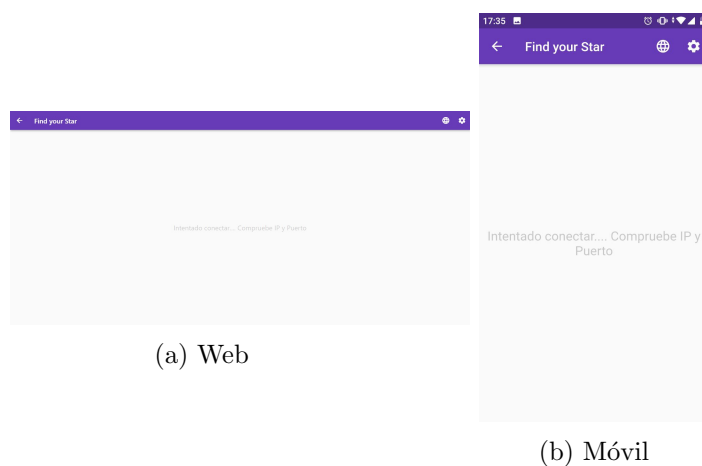 Find your Star
Intentado conectar.... Compruebe IP y Puerto
(a) Web
17:35
Find your Star
Intentado conectar.... Compruebe IP y
Puerto
(b) Móvil